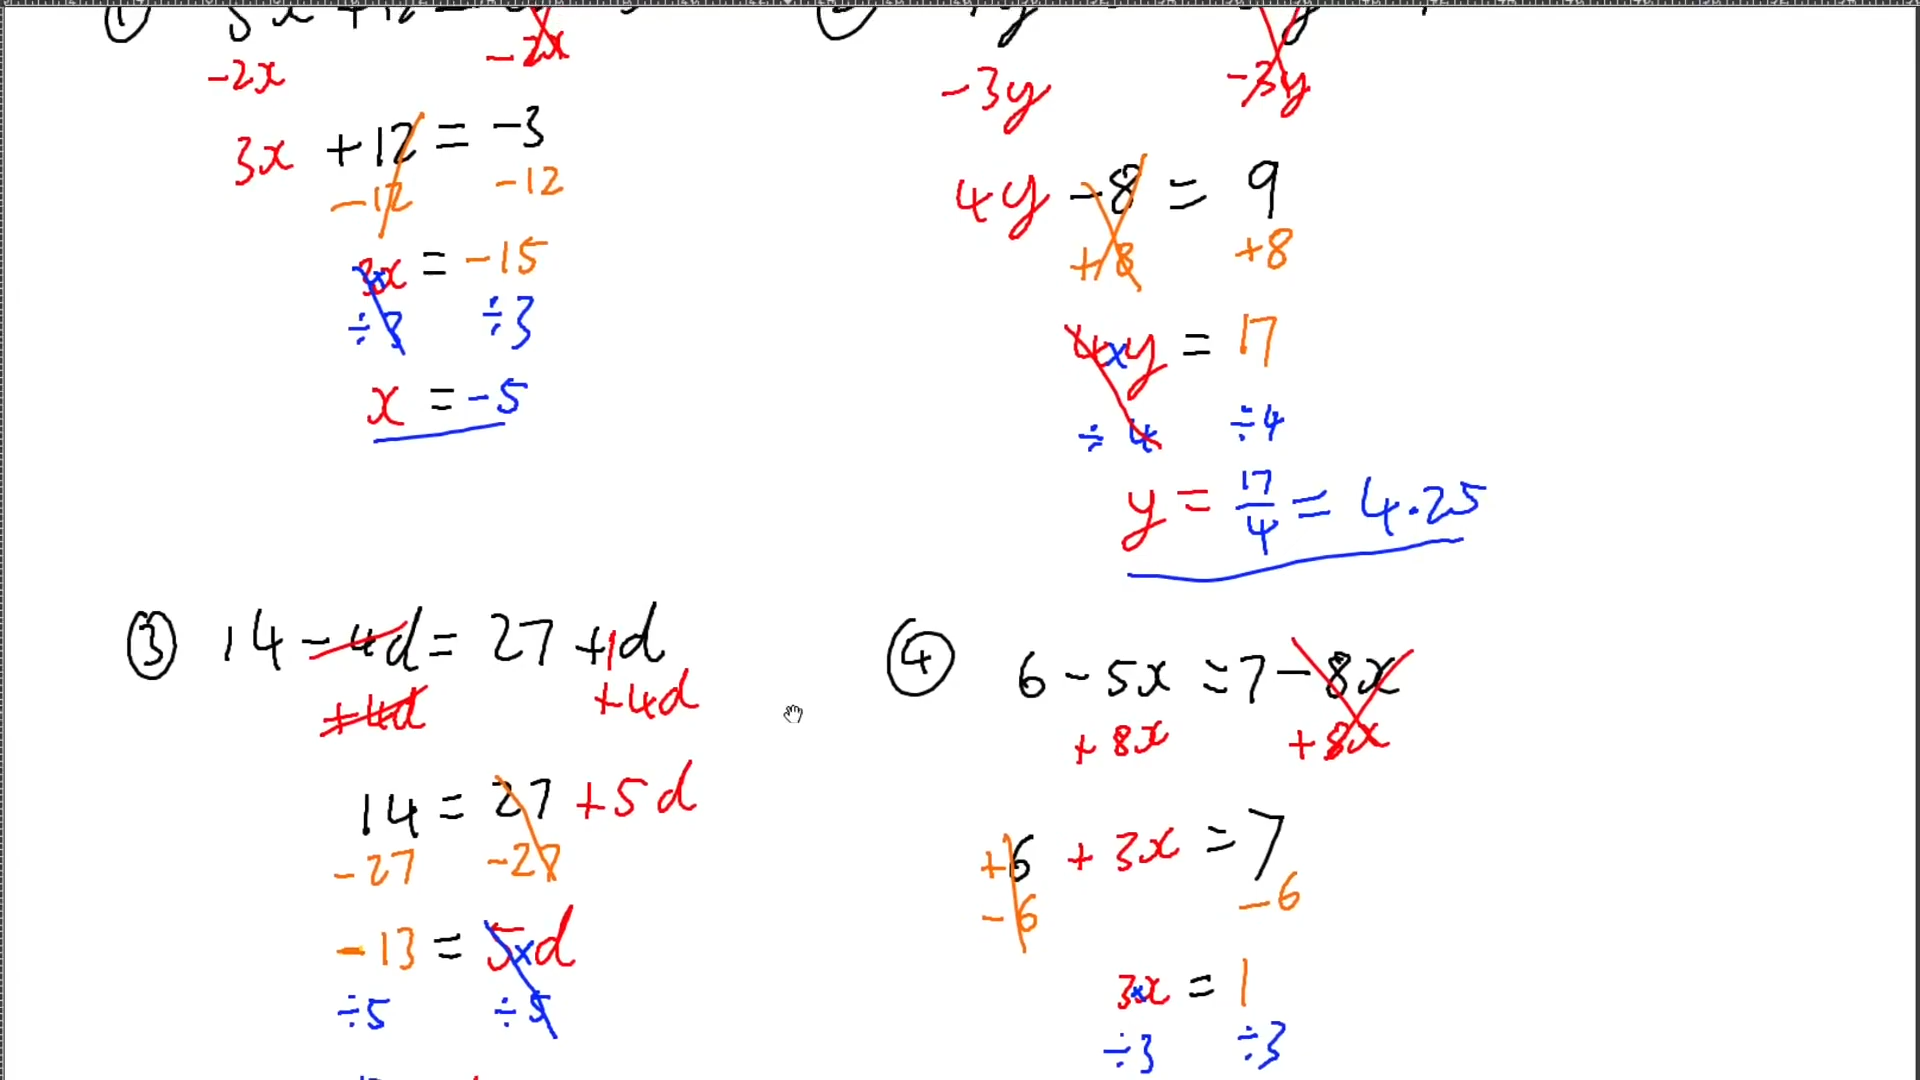 -2x -2x
3x +12 = -3
-12 -12
3x = -15
÷3 ÷3
x = -5
-3y -3y
4y -8 = 9
+8 +8
4xy = 17
÷ 4 ÷4
y = 17/4 = 4.25
③ 14 - 4d = 27 + 1d
+4d +4d
14 = 27 + 5d
-27 -27
-13 = 5xd
÷5 ÷5
④ 6 - 5x = 7 - 8x
+ 8x + 8x
+6 + 3x = 7
-6 -6
3xx = 1
÷3 ÷3